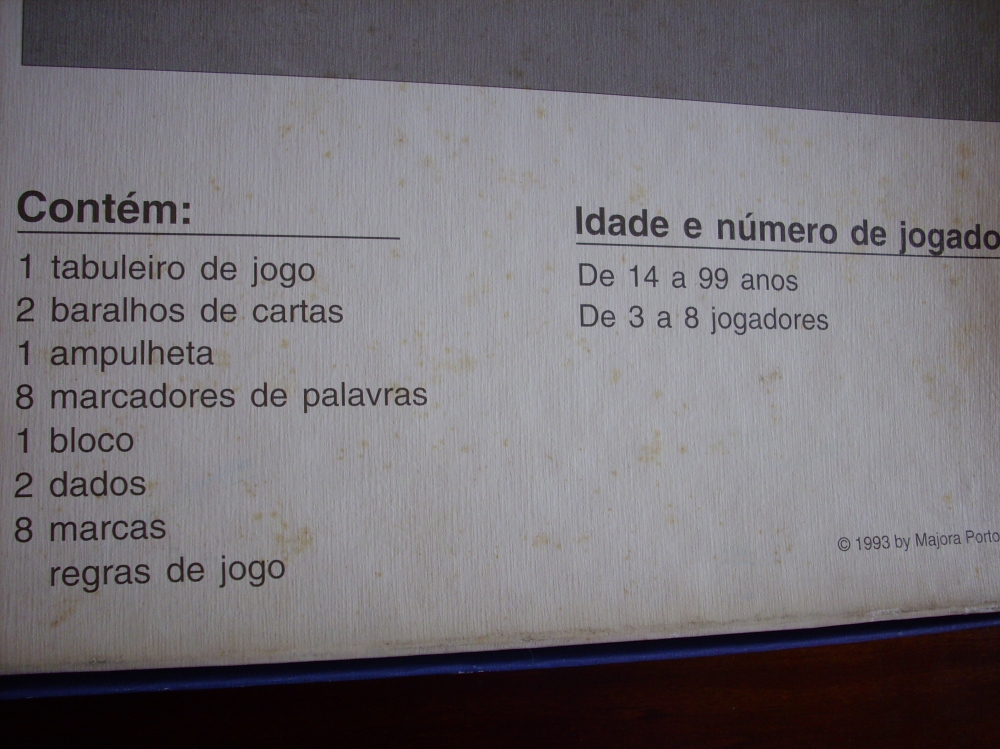 Contém:
1 tabuleiro de jogo
2 baralhos de cartas
1 ampulheta
8 marcadores de palavras
1 bloco
2 dados
8 marcas
regras de jogo
Idade e número de jogado
De 14 a 99 anos
De 3 a 8 jogadores
© 1993 by Majora Porto